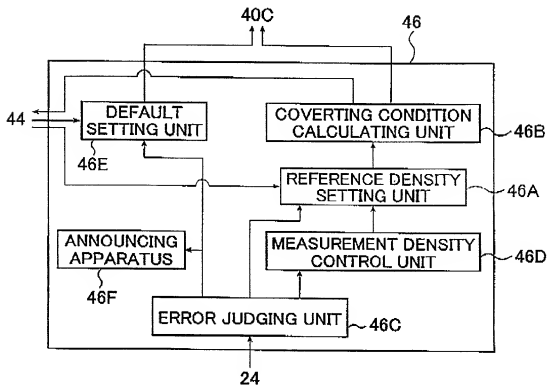 40C
46
44
DEFAULT
SETTING UNIT
46E
COVERTING CONDITION
CALCULATING UNIT
46B
REFERENCE DENSITY
SETTING UNIT
46A
ANNOUNCING
APPARATUS
46F
MEASUREMENT DENSITY
CONTROL UNIT
46D
ERROR JUDGING UNIT
46C
24